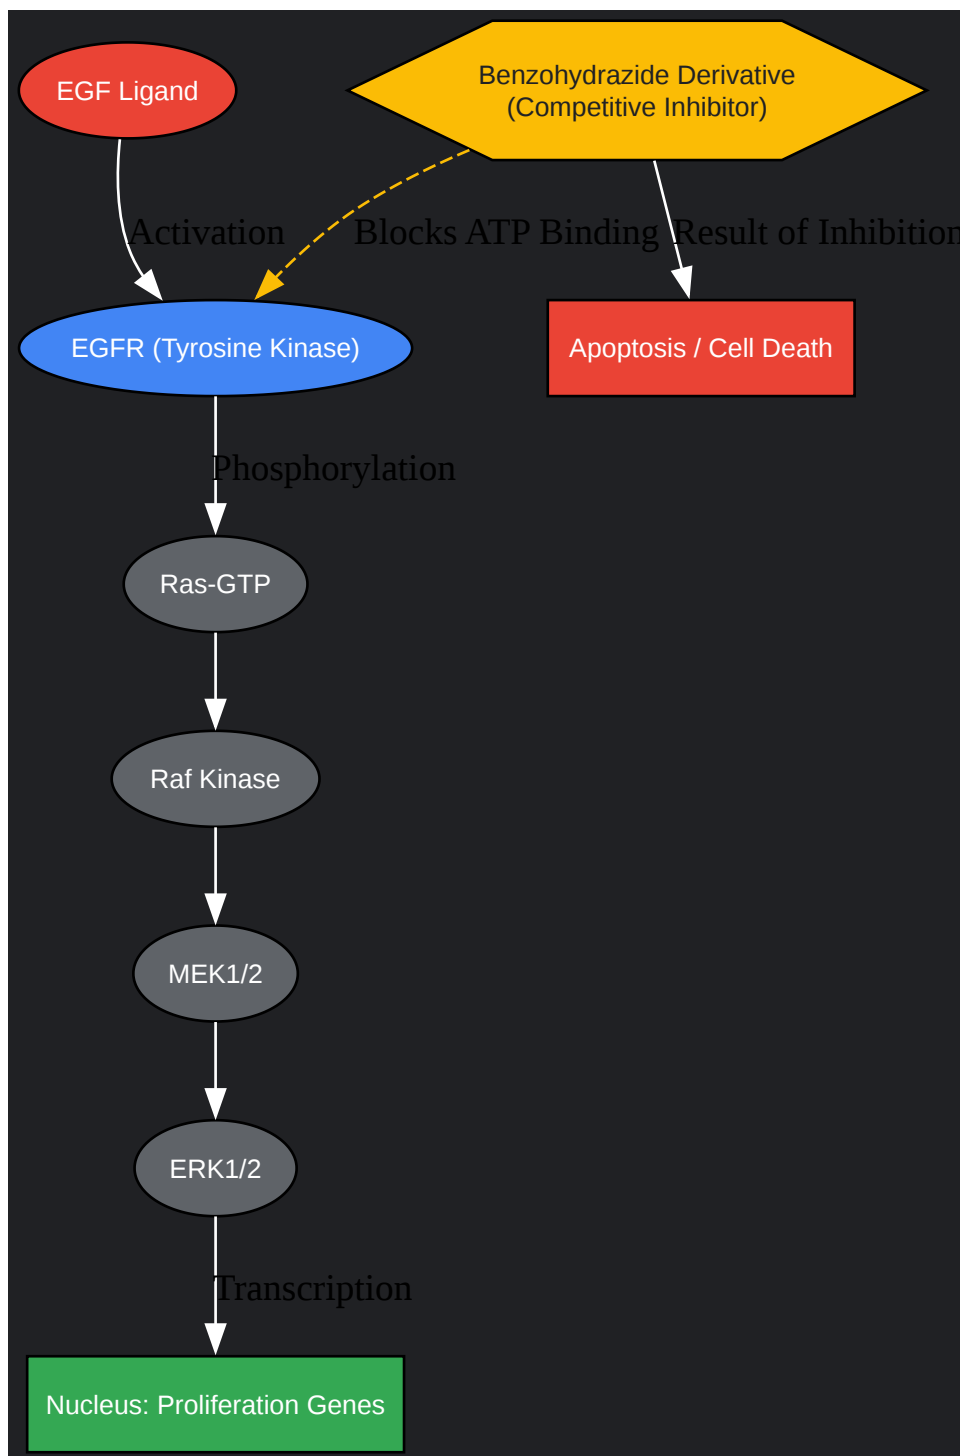 EGF Ligand
Benzohydrazide Derivative
(Competitive Inhibitor)
Activation
Blocks ATP Binding
Result of Inhibition
EGFR (Tyrosine Kinase)
Apoptosis / Cell Death
Phosphorylation
Ras-GTP
Raf Kinase
MEK1/2
ERK1/2
Transcription
Nucleus: Proliferation Genes